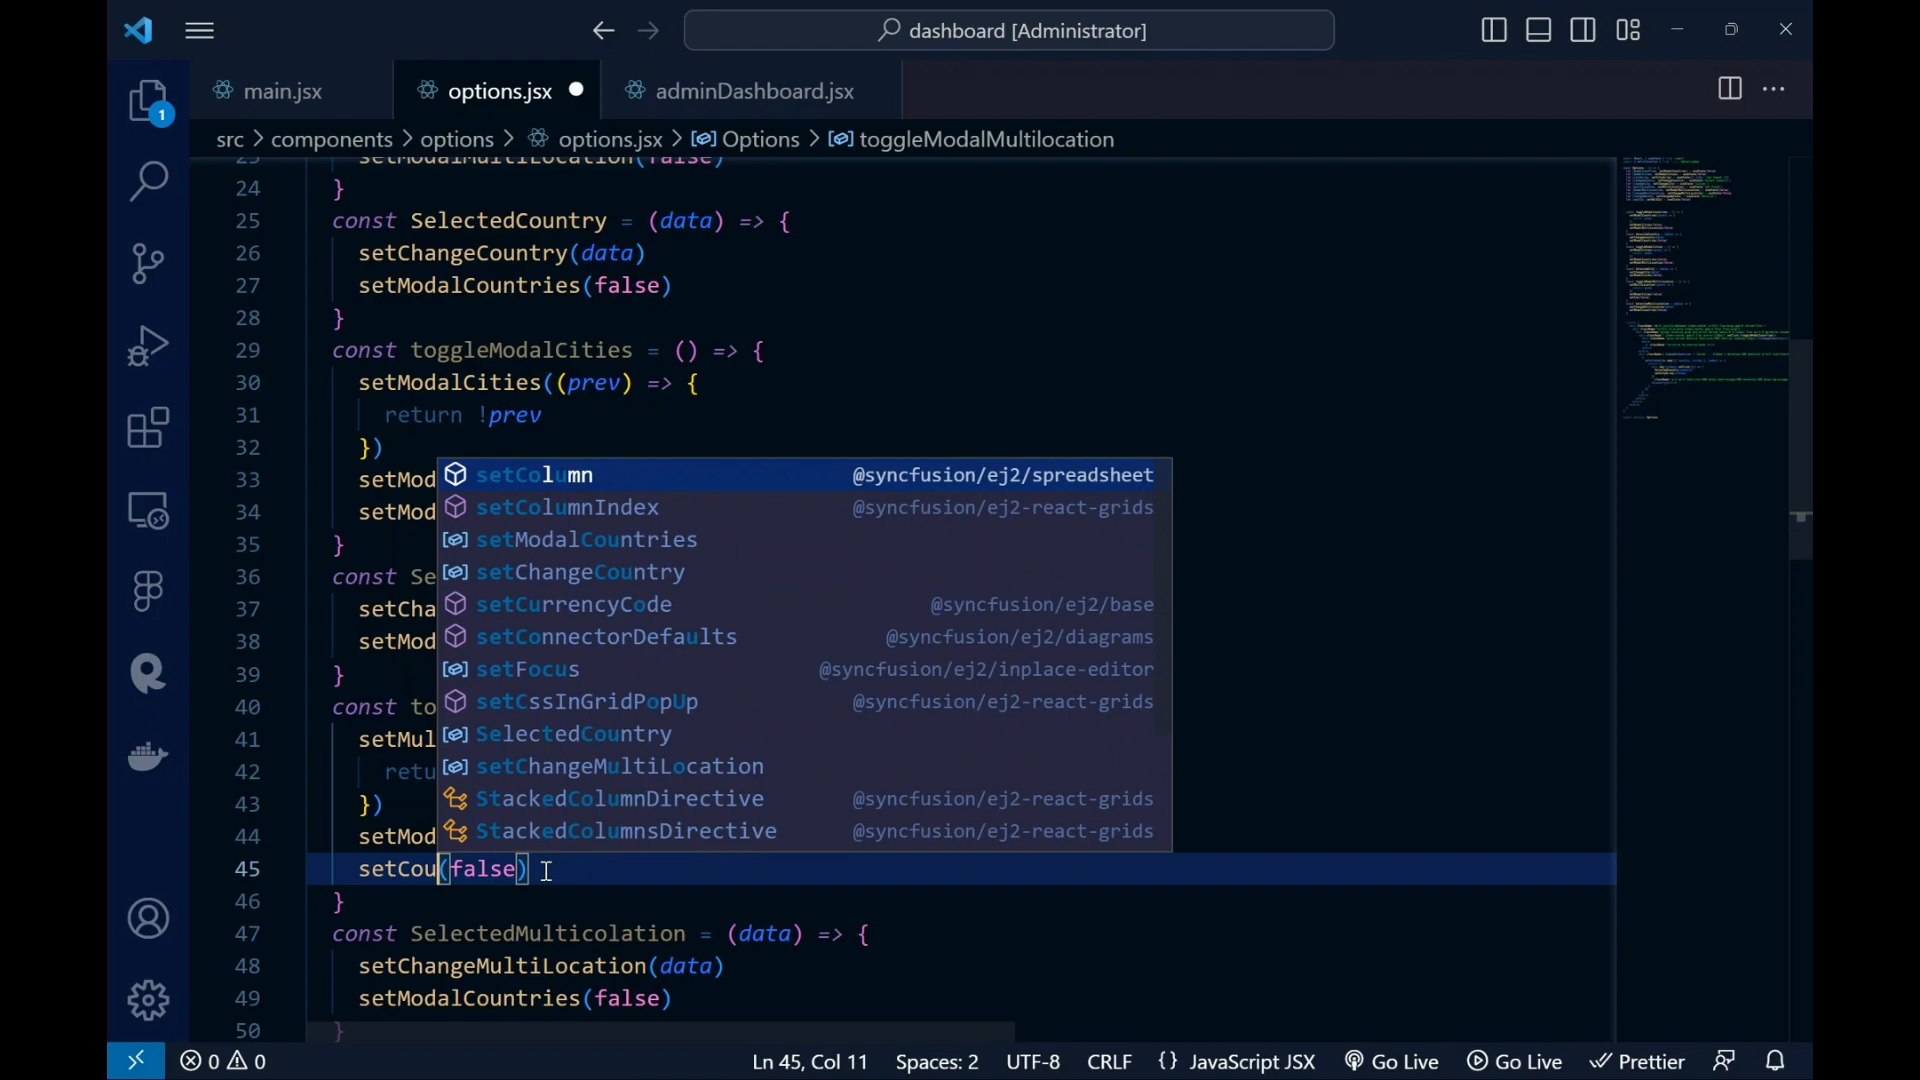 dashboard [Administrator]
main.jsx options.jsx adminDashboard.jsx
src > components > options > options.jsx > Options > toggleModalMultilocation
1
setModalMultiLocation(false)
24 }
25 const SelectedCountry = (data) => {
26 setChangeCountry(data)
27 setModalCountries(false)
28 }
29 const toggleModalCities = () => {
30 setModalCities((prev) => {
31 return !prev
32 })
33 setMod
34 setMod
35 }
36 const Se
37 setCha
38 setMod
39 }
40 const to
41 setMul
42 retu
43 })
44 setMod
45 setCou(false)
46 }
47 const SelectedMulticolation = (data) => {
48 setChangeMultiLocation(data)
49 setModalCountries(false)
50 }
setColumn @syncfusion/ej2/spreadsheet
setColumnIndex @syncfusion/ej2-react-grids
setModalCountries
setChangeCountry
setCurrencyCode @syncfusion/ej2/base
setConnectorDefaults @syncfusion/ej2/diagrams
setFocus @syncfusion/ej2/inplace-editor
setCssInGridPopUp @syncfusion/ej2-react-grids
SelectedCountry
setChangeMultiLocation
StackedColumnDirective @syncfusion/ej2-react-grids
StackedColumnsDirective @syncfusion/ej2-react-grids
0 0 Ln 45, Col 11 Spaces: 2 UTF-8 CRLF {} JavaScript JSX Go Live Go Live Prettier